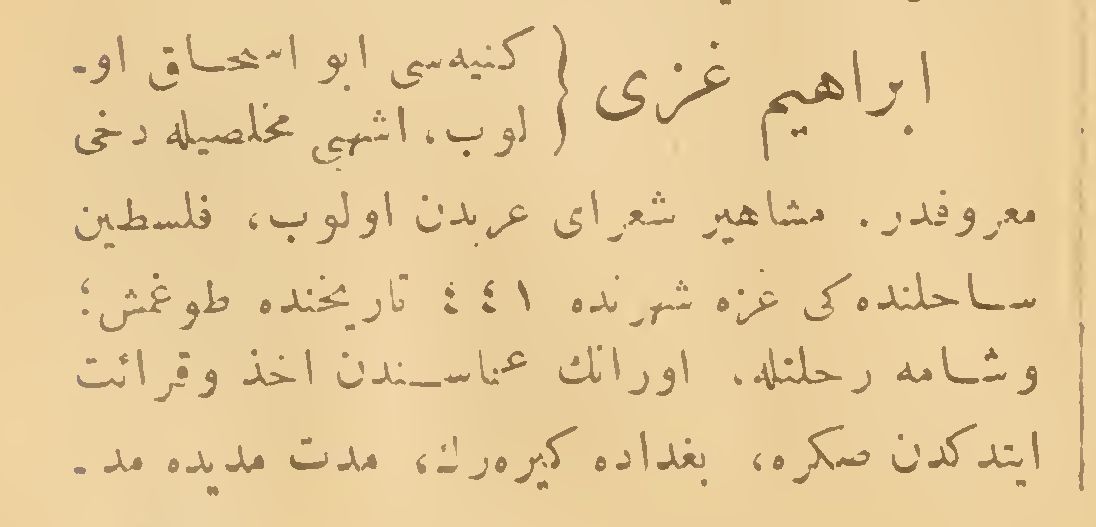 ابراهيم غزى { كنيه‌سى ابو اسحاق او-
لوب، اشهبى مخلصيله دخى
معروفدر. مشاهير شعراى عربدن اولوب، فلسطين
ساحلنده‌كى غزه شهرنده ٤٤١ تاريخنده طوغمش؛
وشامه رحلتله، اورانك علماسندن اخذ وقرائت
ايتدكدن صكره، بغداده كيره‌رك، مدت مديده مد-